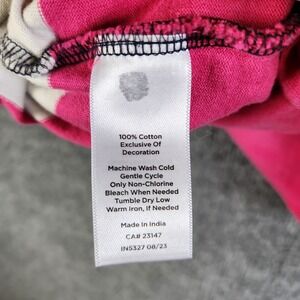 100% Cotton
Exclusive Of
Decoration
Machine Wash Cold
Gentle Cycle
Only Non-Chlorine
Bleach When Needed
Tumble Dry Low
Warm Iron, If Needed
Made In India
CA# 23147
IN5327 08/23